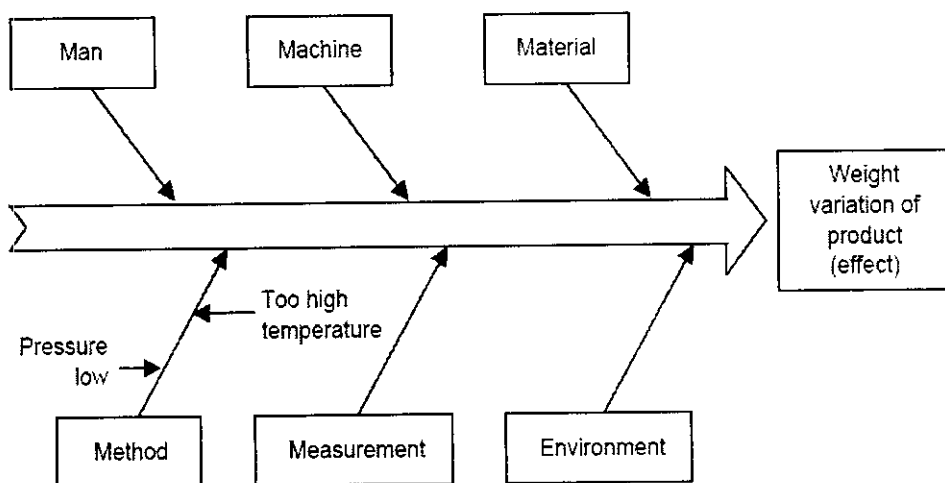 Man
Machine
Material
Weight
variation of
product
(effect)
Too high
temperature
Pressure
low
Method
Measurement
Environment